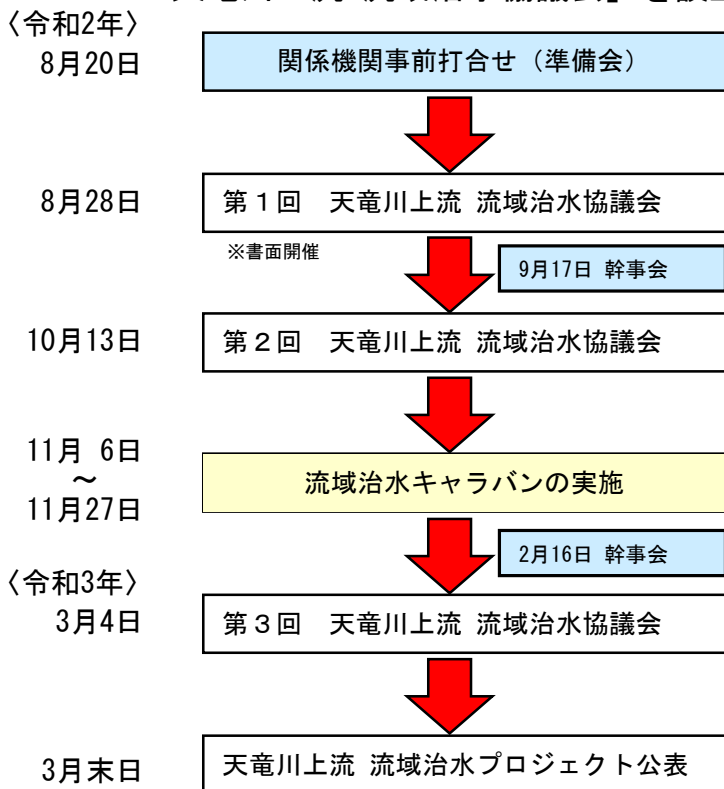 〈令和2年〉
8月20日 関係機関事前打合せ（準備会）
8月28日 第１回 天竜川上流 流域治水協議会
※書面開催
9月17日 幹事会
10月13日 第２回 天竜川上流 流域治水協議会
11月 6日
～
11月27日
流域治水キャラバンの実施
2月16日 幹事会
〈令和3年〉
3月4日 第３回 天竜川上流 流域治水協議会
3月末日 天竜川上流 流域治水プロジェクト公表